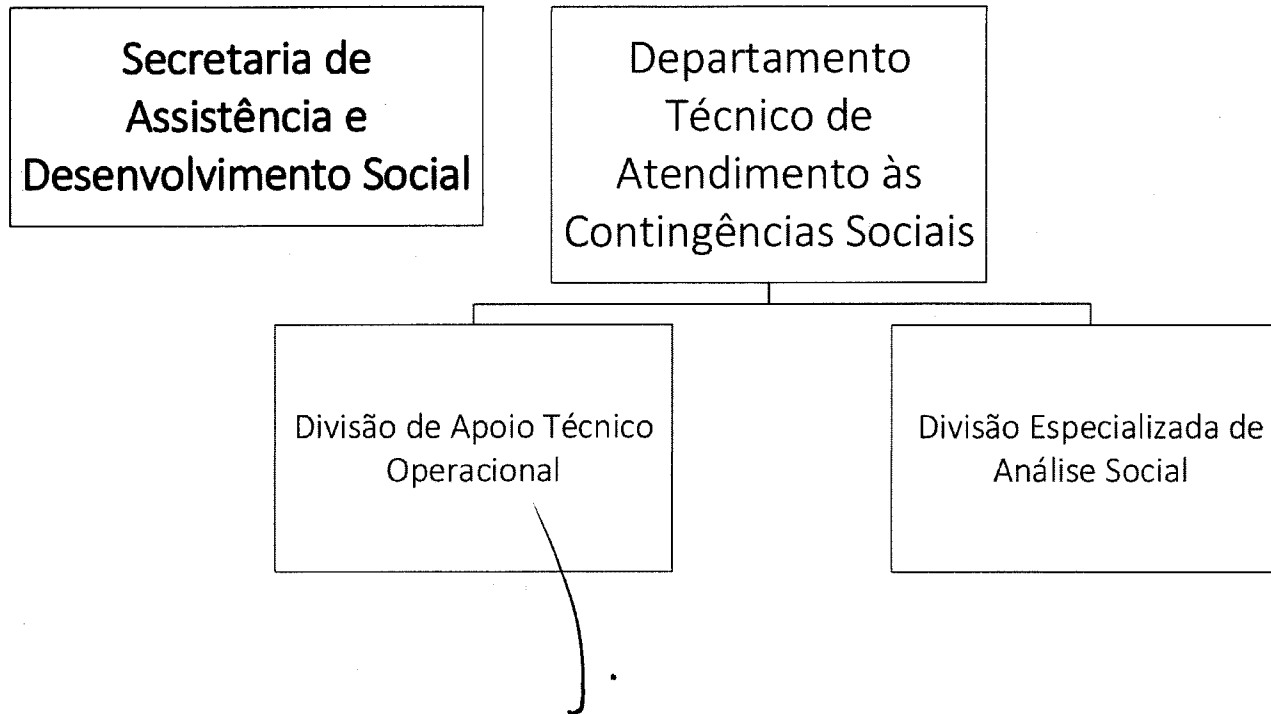 Secretaria de
Assistência e
Desenvolvimento Social
Departamento
Técnico de
Atendimento às
Contingências Sociais
Divisão de Apoio Técnico
Operacional
Divisão Especializada de
Análise Social